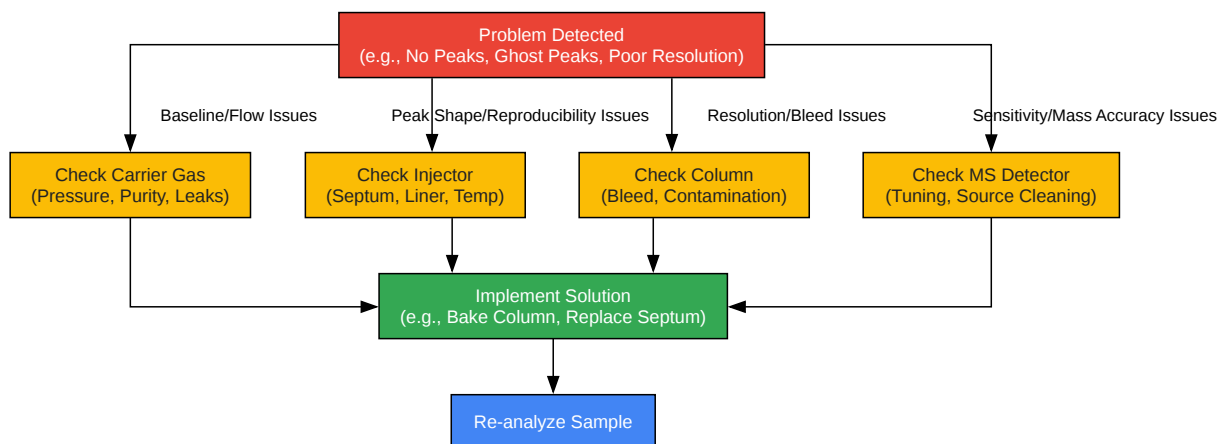 Problem Detected
(e.g., No Peaks, Ghost Peaks, Poor Resolution)
Baseline/Flow Issues
Peak Shape/Reproducibility Issues
Resolution/Bleed Issues
Sensitivity/Mass Accuracy Issues
Check Carrier Gas
(Pressure, Purity, Leaks)
Check Injector
(Septum, Liner, Temp)
Check Column
(Bleed, Contamination)
Check MS Detector
(Tuning, Source Cleaning)
Implement Solution
(e.g., Bake Column, Replace Septum)
Re-analyze Sample